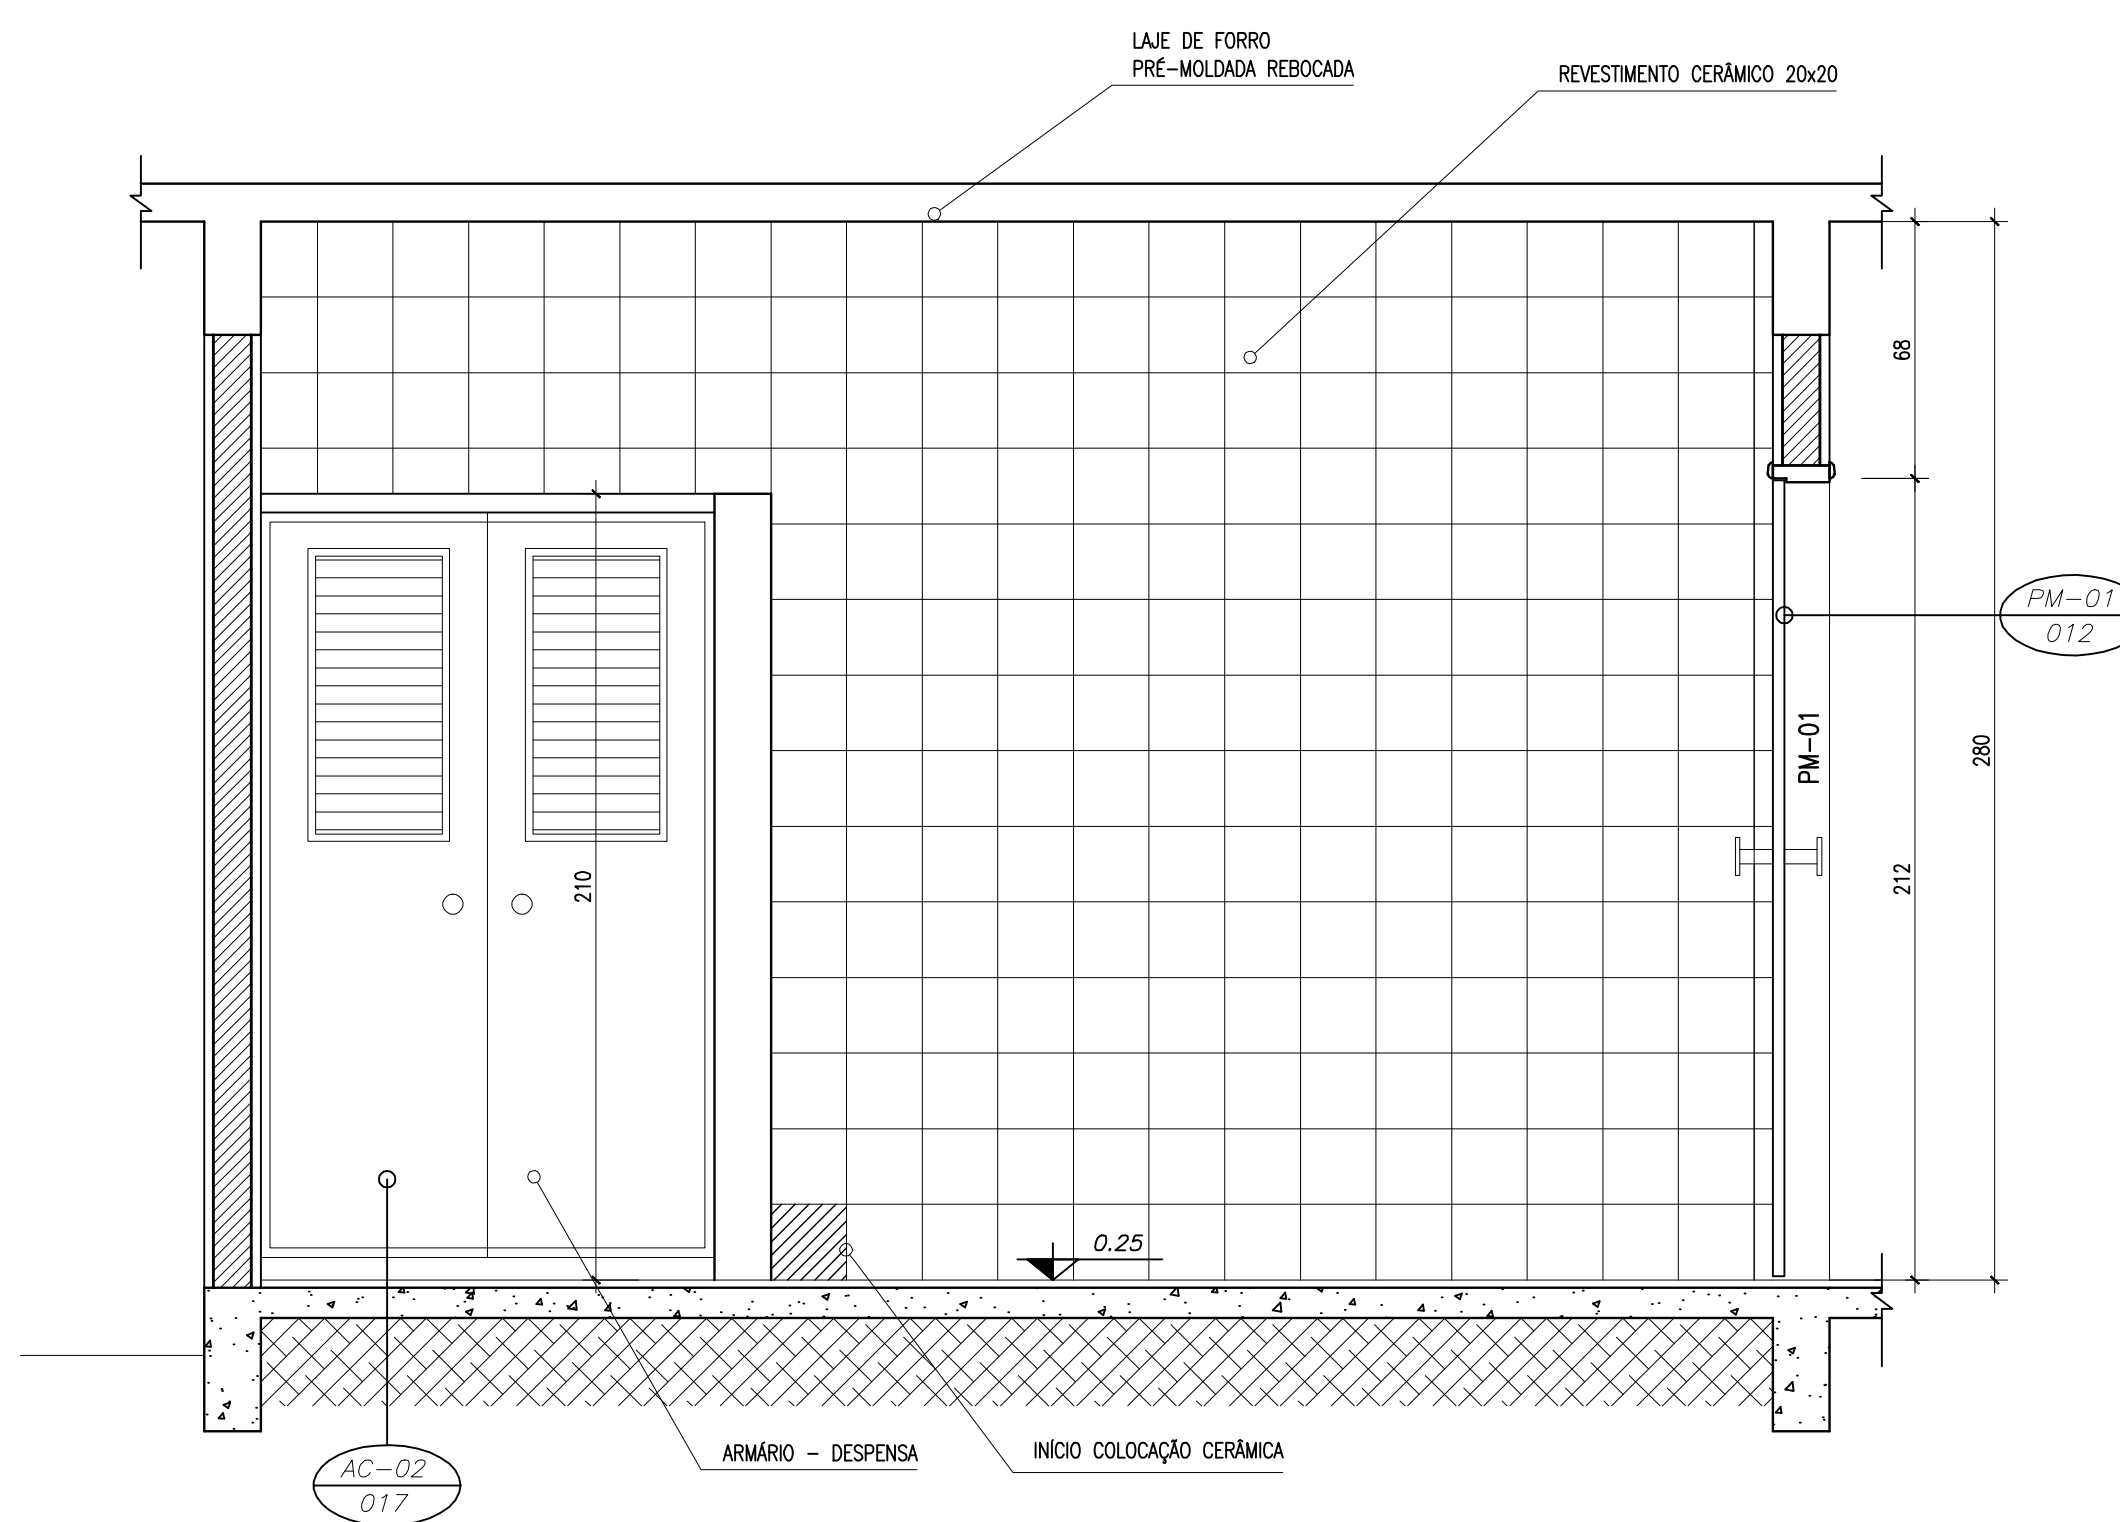 LAJE DE FORRO
PRÉ-MOLDADA REBOCADA
REVESTIMENTO CERÂMICO 20x20
68
PM-01
012
PM-01
280
212
210
0.25
ARMÁRIO - DESPENSA
INÍCIO COLOCAÇÃO CERÂMICA
AC-02
017